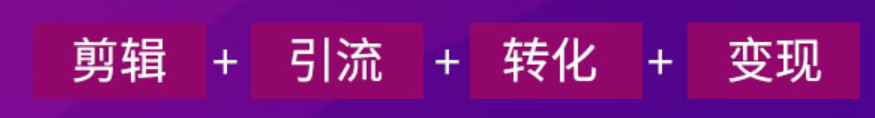 剪辑 + 引流 + 转化 + 变现